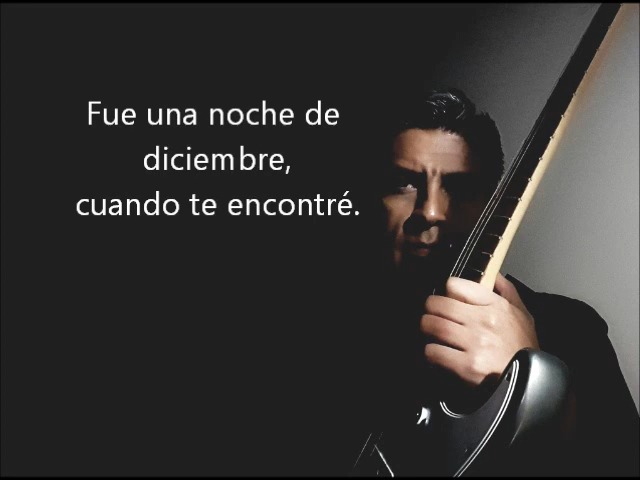 Fue una noche de
diciembre,
cuando te encontré.